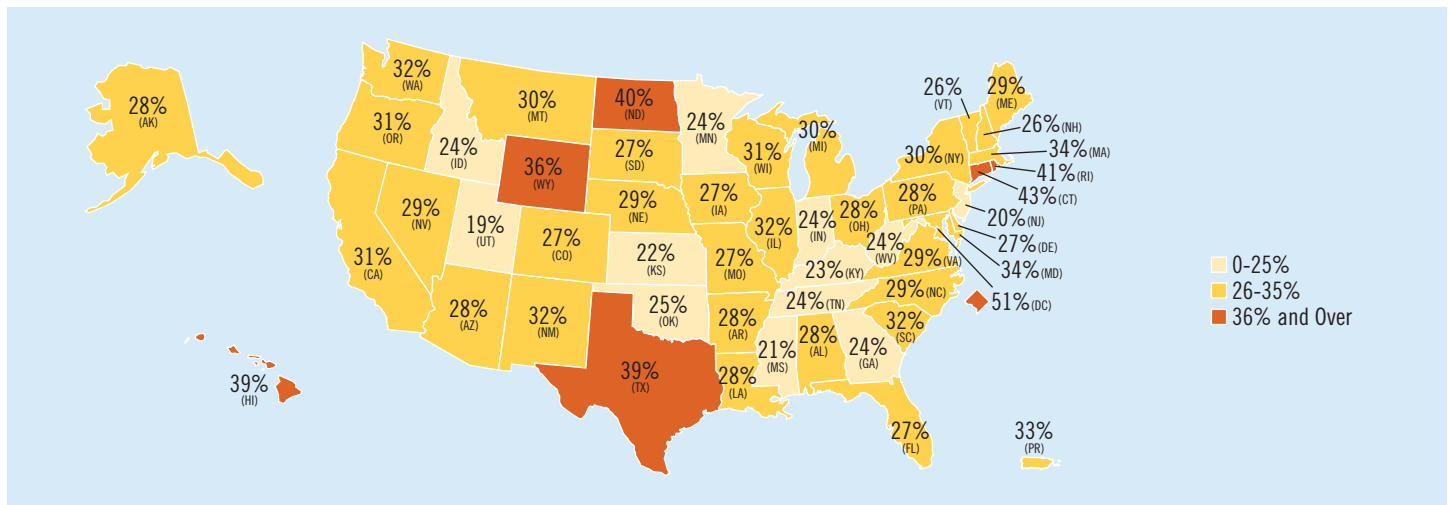 28%
(AK)
32%
(WA)
31%
(OR)
24%
(ID)
30%
(MT)
40%
(ND)
24%
(MN)
36%
(WY)
27%
(SD)
31%
(WI)
30%
(MI)
26%
(VT)
29%
(ME)
26% (NH)
34% (MA)
30% (NY)
41% (RI)
43% (CT)
29%
(NV)
19%
(UT)
27%
(CO)
29%
(NE)
27%
(IA)
32%
(IL)
24%
(IN)
28%
(OH)
28%
(PA)
20% (NJ)
27% (DE)
34% (MD)
51% (DC)
31%
(CA)
22%
(KS)
27%
(MO)
23% (KY)
24%
(WV)
29% (VA)
28%
(AZ)
32%
(NM)
25%
(OK)
28%
(AR)
24% (TN)
29% (NC)
32%
(SC)
39%
(HI)
39%
(TX)
28%
(LA)
21%
(MS)
28%
(AL)
24%
(GA)
27%
(FL)
33%
(PR)
0-25%
26-35%
36% and Over